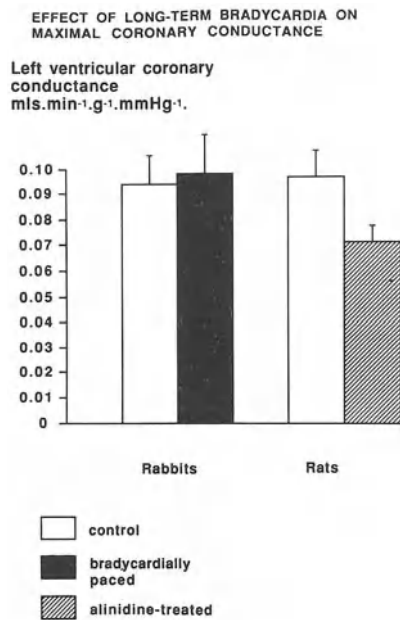 EFFECT OF LONG-TERM BRADYCARDIA ON
MAXIMAL CORONARY CONDUCTANCE
Left ventricular coronary
conductance
mls.min⁻¹.g⁻¹.mmHg⁻¹.
0.10
0.09
0.08
0.07
0.06
0.05
0.04
0.03
0.02
0.01
0
Rabbits Rats
control
bradycardially
paced
alinidine-treated